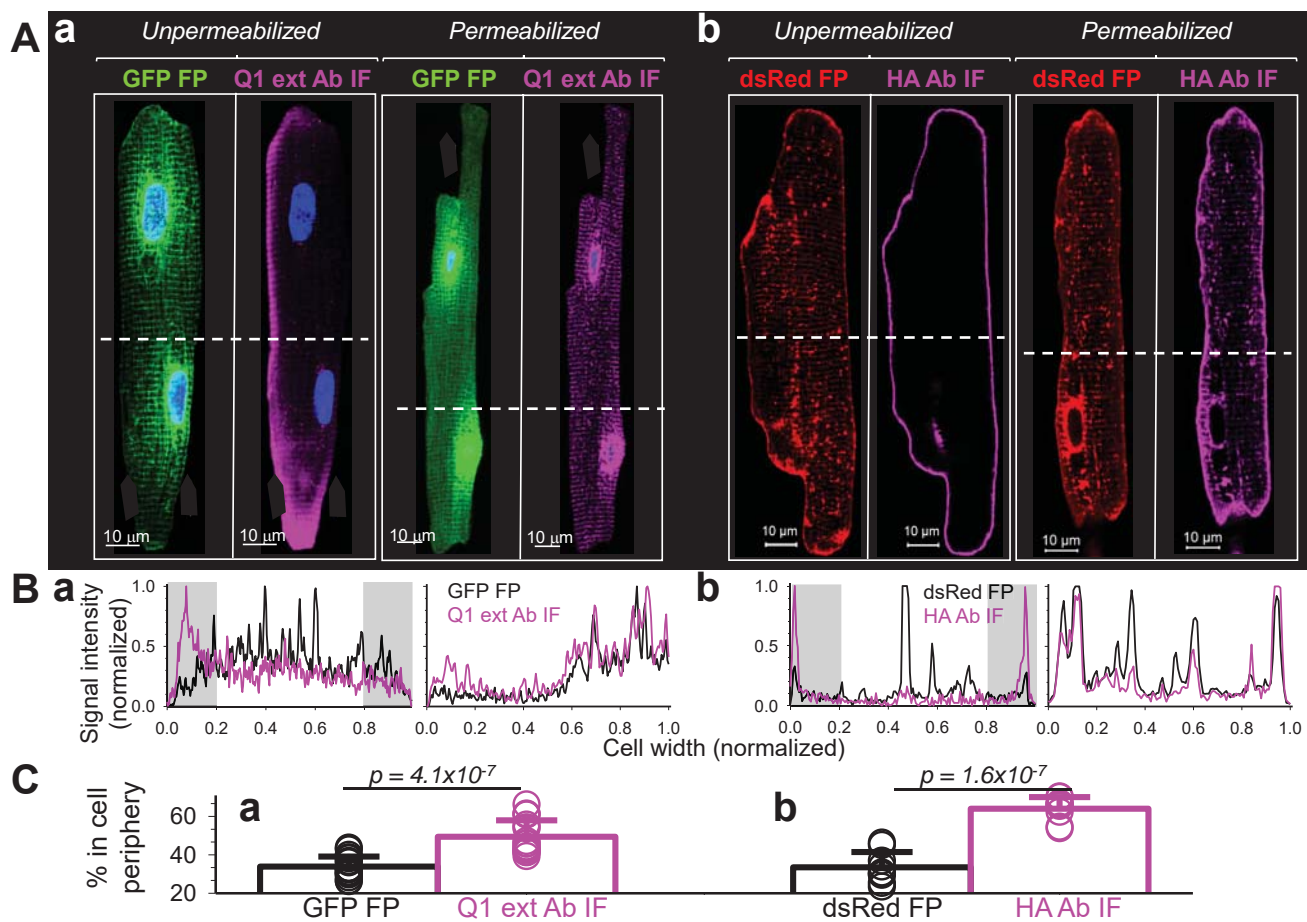 A a Unpermeabilized Permeabilized b Unpermeabilized Permeabilized
GFP FP Q1 ext Ab IF GFP FP Q1 ext Ab IF dsRed FP HA Ab IF dsRed FP HA Ab IF
10 μm 10 μm 10 μm 10 μm 10 μm 10 μm 10 μm 10 μm
B a b
Signal intensity
(normalized)
1.0
0.5
0.0
GFP FP
Q1 ext Ab IF
1.0
0.5
0.0
dsRed FP
HA Ab IF
0.0 0.2 0.4 0.6 0.8 0.0 0.2 0.4 0.6 0.8 1.0 0.0 0.2 0.4 0.6 0.8 0.0 0.2 0.4 0.6 0.8 1.0
Cell width (normalized)
C a b
p = 4.1x10⁻⁷ p = 1.6x10⁻⁷
% in cell
periphery
60
40
20
GFP FP Q1 ext Ab IF dsRed FP HA Ab IF